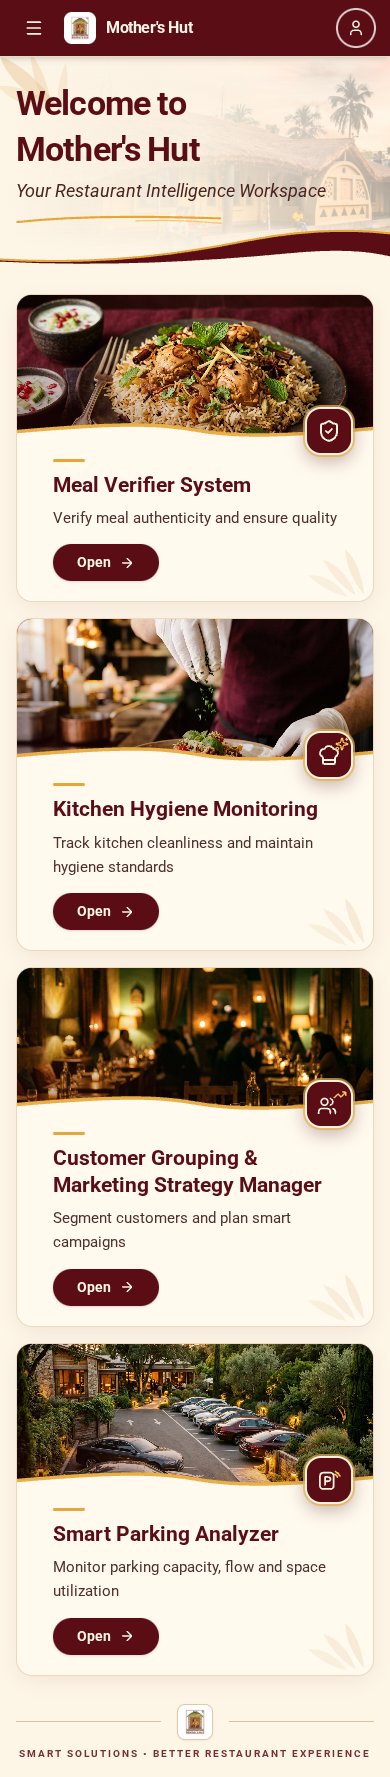 Mother's Hut
Welcome to
Mother's Hut
Your Restaurant Intelligence Workspace
Meal Verifier System
Verify meal authenticity and ensure quality
Open
Kitchen Hygiene Monitoring
Track kitchen cleanliness and maintain
hygiene standards
Open
Customer Grouping &
Marketing Strategy Manager
Segment customers and plan smart
campaigns
Open
P
Smart Parking Analyzer
Monitor parking capacity, flow and space
utilization
Open
SMART SOLUTIONS • BETTER RESTAURANT EXPERIENCE